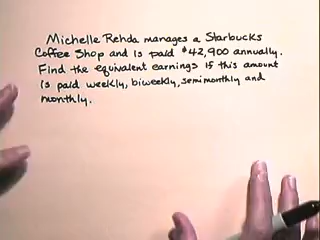 Michelle Rehda manages a Starbucks
Coffee Shop and is paid $42,900 annually.
Find the equivalent earnings if this amount
is paid weekly, biweekly, semimonthly and
monthly.